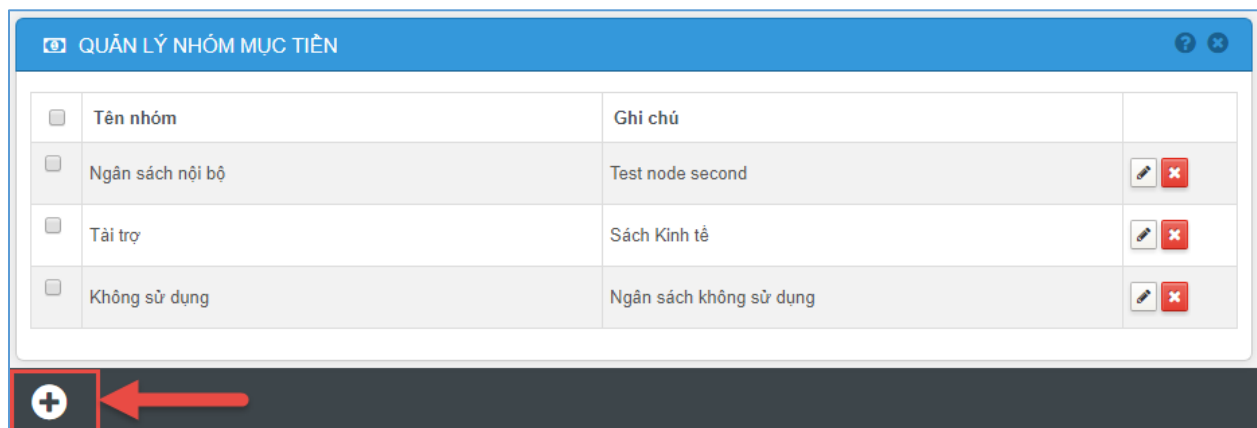 QUẢN LÝ NHÓM MỤC TIỀN
Tên nhóm Ghi chú
Ngân sách nội bộ Test node second
Tài trợ Sách Kinh tế
Không sử dụng Ngân sách không sử dụng